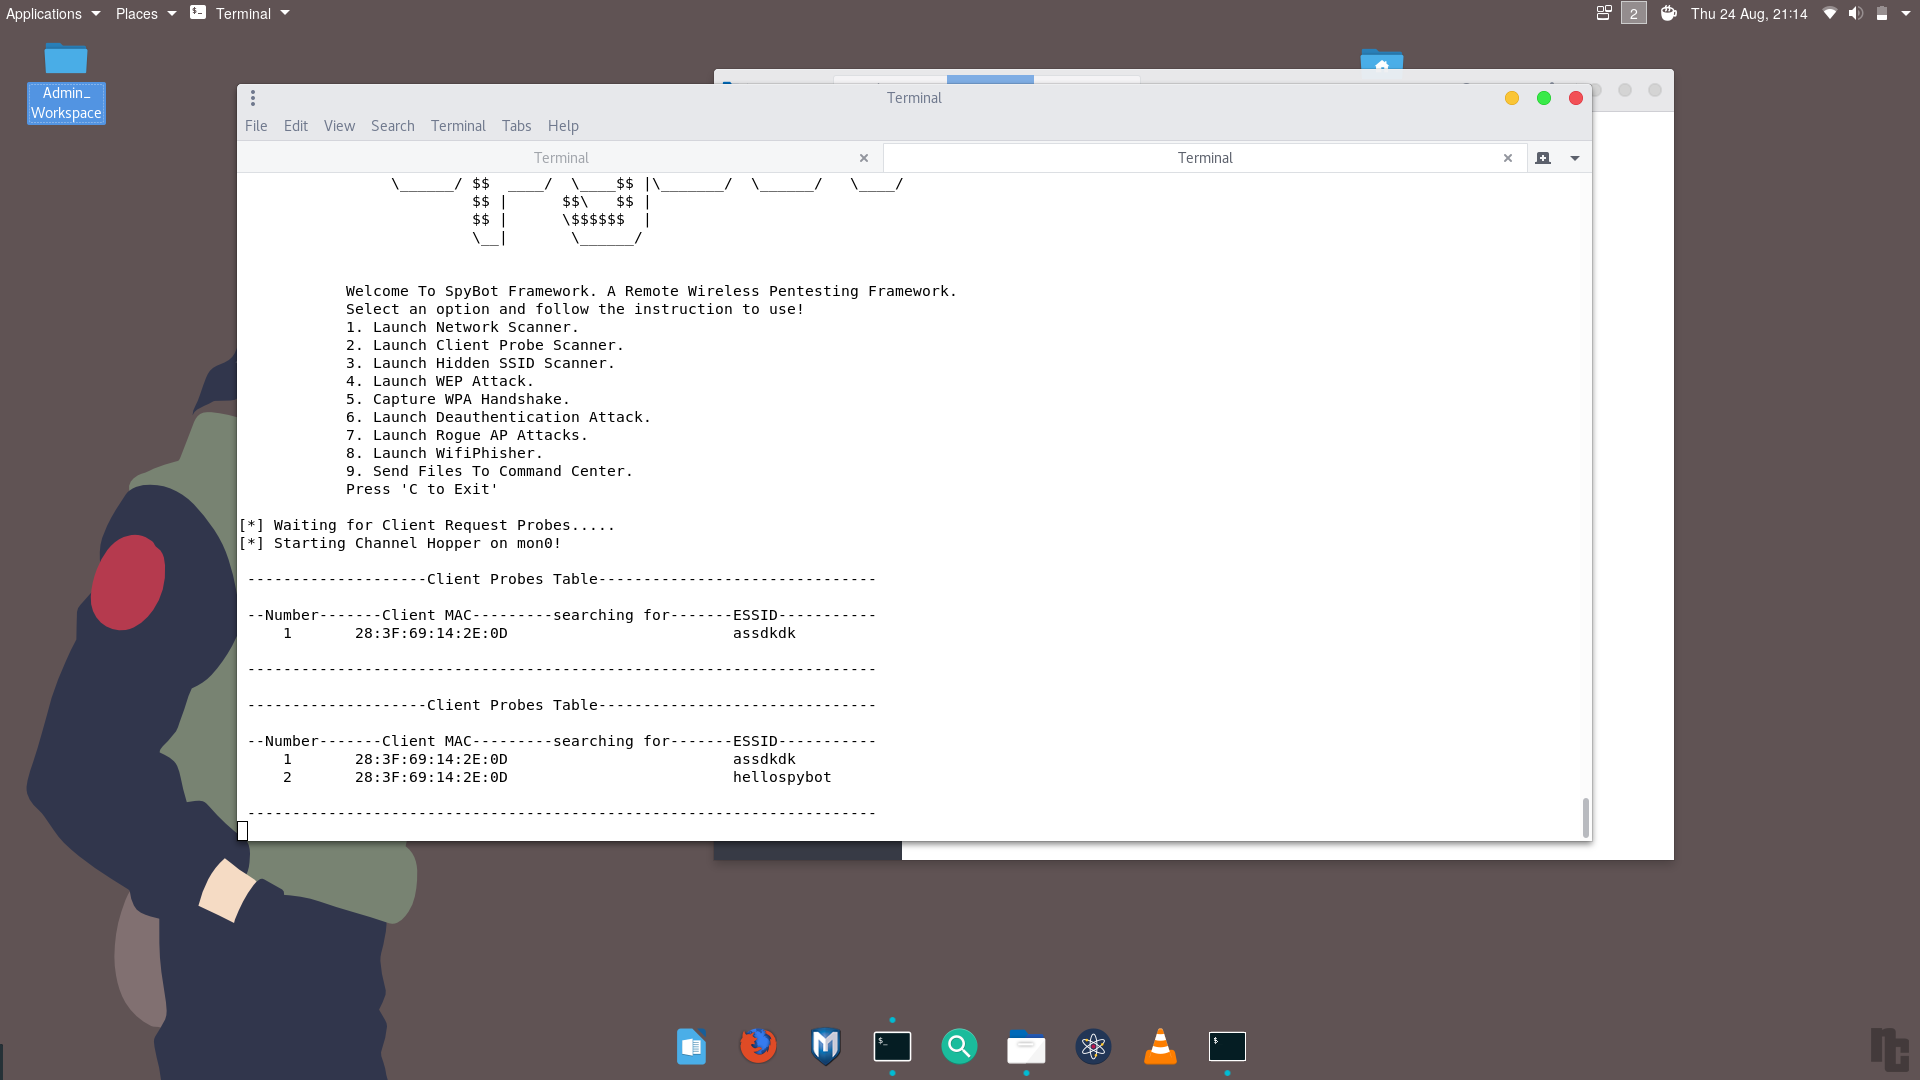 Applications Places Terminal 2 Thu 24 Aug, 21:14
Admin_
Workspace
Terminal
File Edit View Search Terminal Tabs Help
Terminal Terminal
\______/ $$  ____/  \____$$ |\_______/  \______/   \____/
$$ |      $$\   $$ |
$$ |      \$$$$$$  |
\__|       \______/
Welcome To SpyBot Framework. A Remote Wireless Pentesting Framework.
Select an option and follow the instruction to use!
1. Launch Network Scanner.
2. Launch Client Probe Scanner.
3. Launch Hidden SSID Scanner.
4. Launch WEP Attack.
5. Capture WPA Handshake.
6. Launch Deauthentication Attack.
7. Launch Rogue AP Attacks.
8. Launch WifiPhisher.
9. Send Files To Command Center.
Press 'C to Exit'
[*] Waiting for Client Request Probes.....
[*] Starting Channel Hopper on mon0!
--------------------Client Probes Table-------------------------------
--Number-------Client MAC---------searching for-------ESSID-----------
1       28:3F:69:14:2E:0D                         assdkdk
----------------------------------------------------------------------
--------------------Client Probes Table-------------------------------
--Number-------Client MAC---------searching for-------ESSID-----------
1       28:3F:69:14:2E:0D                         assdkdk
2       28:3F:69:14:2E:0D                         hellospybot
----------------------------------------------------------------------